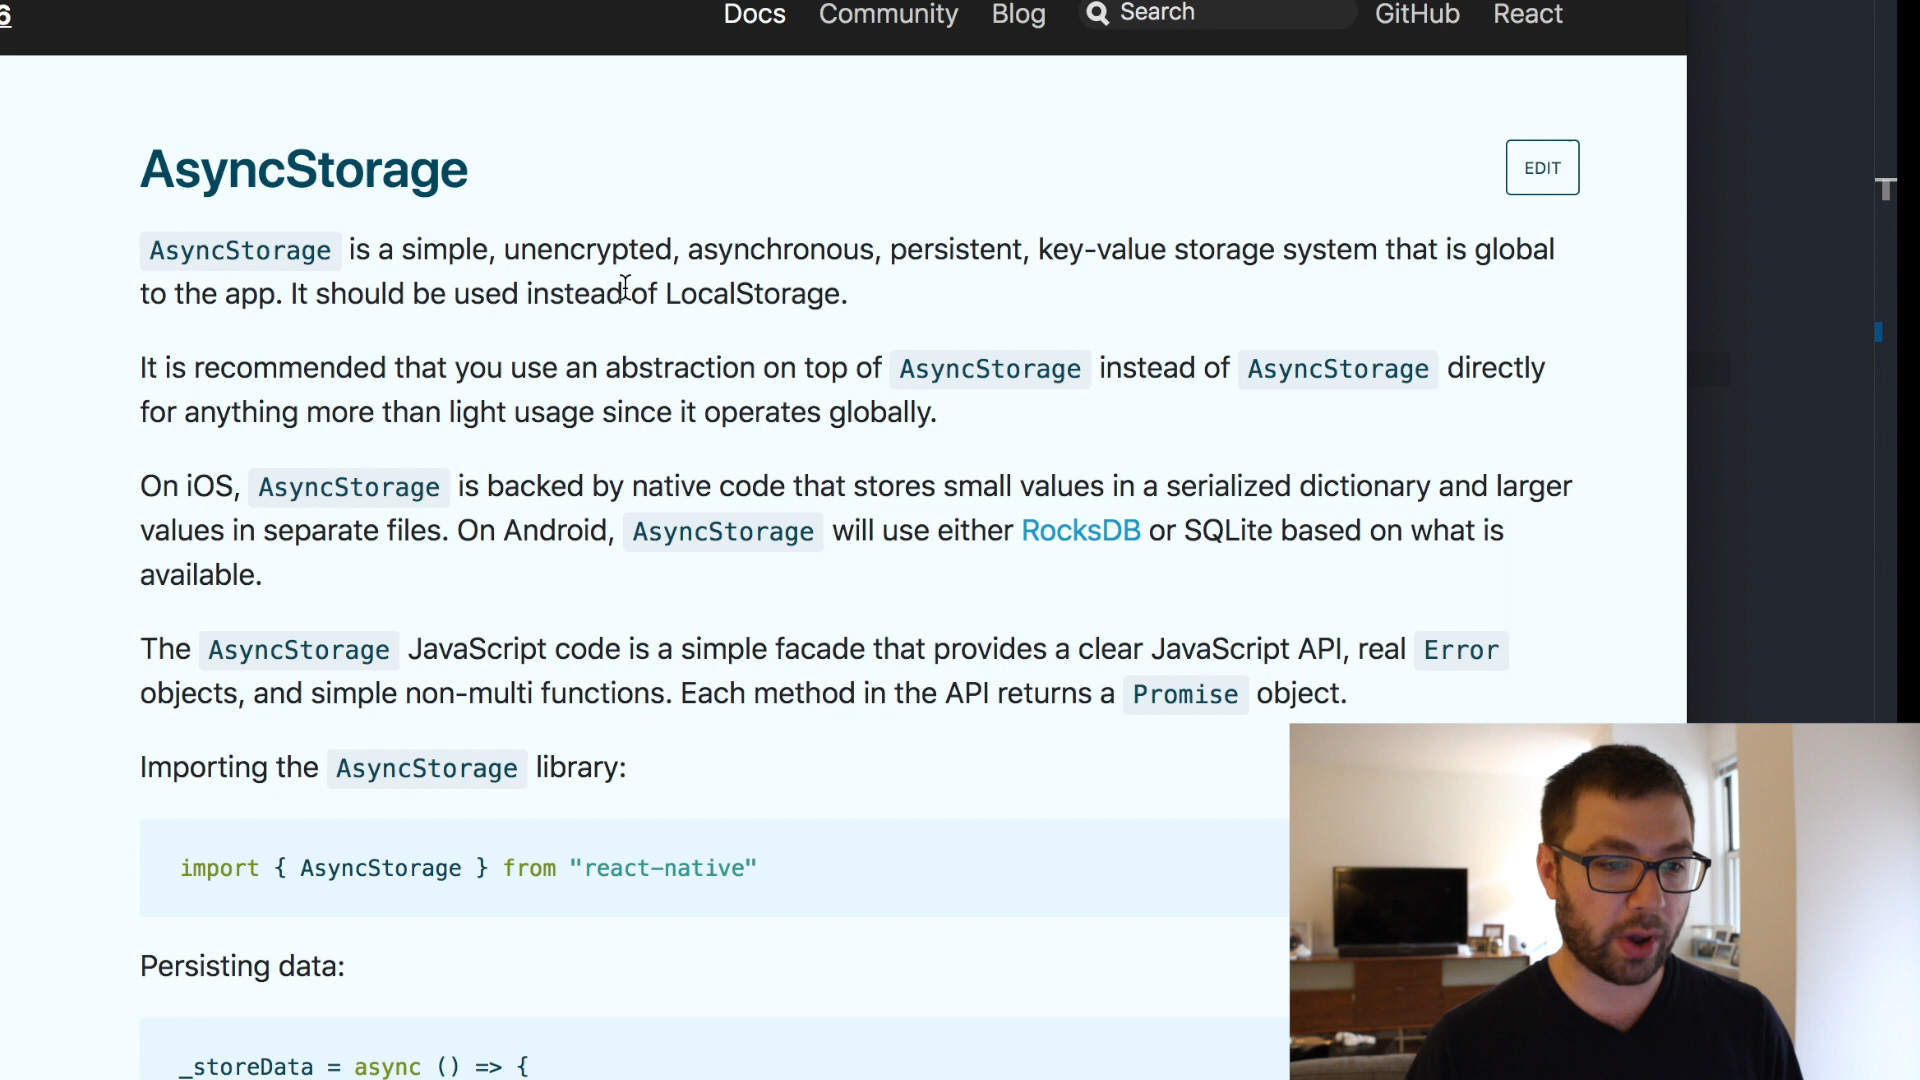 6
Docs Community Blog Search GitHub React
AsyncStorage
EDIT
AsyncStorage is a simple, unencrypted, asynchronous, persistent, key-value storage system that is global
to the app. It should be used instead of LocalStorage.
It is recommended that you use an abstraction on top of AsyncStorage instead of AsyncStorage directly
for anything more than light usage since it operates globally.
On iOS, AsyncStorage is backed by native code that stores small values in a serialized dictionary and larger
values in separate files. On Android, AsyncStorage will use either RocksDB or SQLite based on what is
available.
The AsyncStorage JavaScript code is a simple facade that provides a clear JavaScript API, real Error
objects, and simple non-multi functions. Each method in the API returns a Promise object.
Importing the AsyncStorage library:
import { AsyncStorage } from "react-native"
Persisting data:
_storeData = async () => {